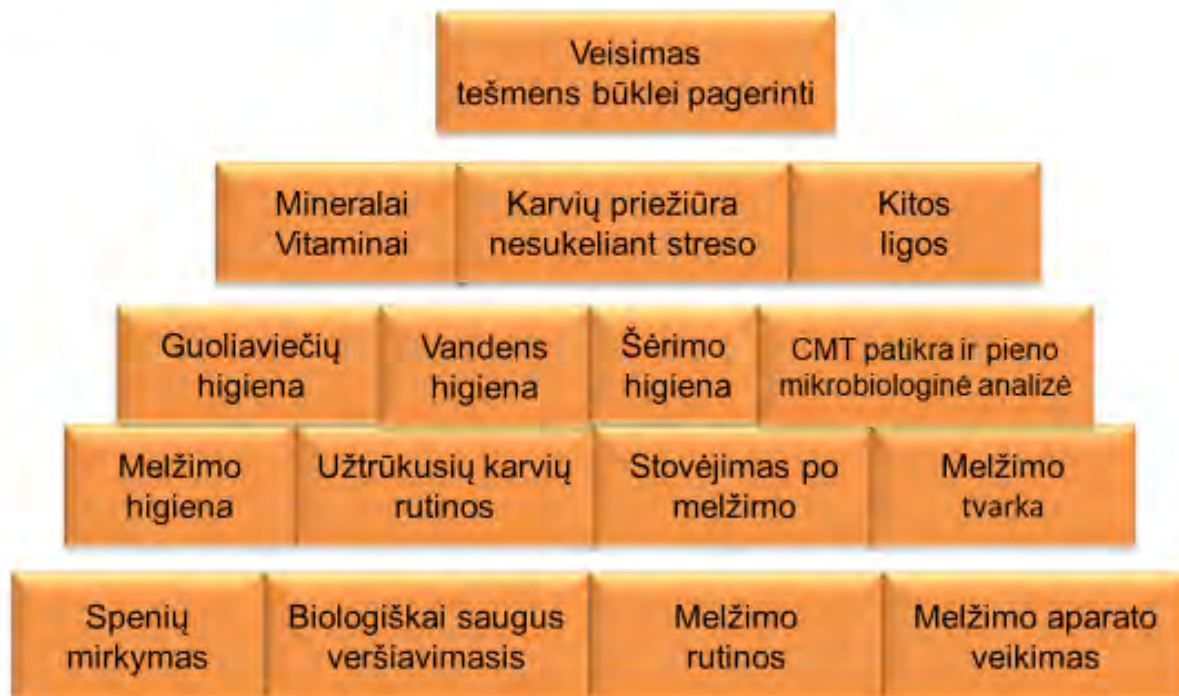 Veisimas
tešmens būklei pagerinti
Mineralai
Vitaminai
Karvių priežiūra
nesukeliant streso
Kitos
ligos
Guoliaviečių
higiena
Vandens
higiena
Šėrimo
higiena
CMT patikra ir pieno
mikrobiologinė analizė
Melžimo
higiena
Užtrūkusių karvių
rutinos
Stovėjimas po
melžimo
Melžimo
tvarka
Spenių
mirkymas
Biologiškai saugus
veršiavimasis
Melžimo
rutinos
Melžimo aparato
veikimas